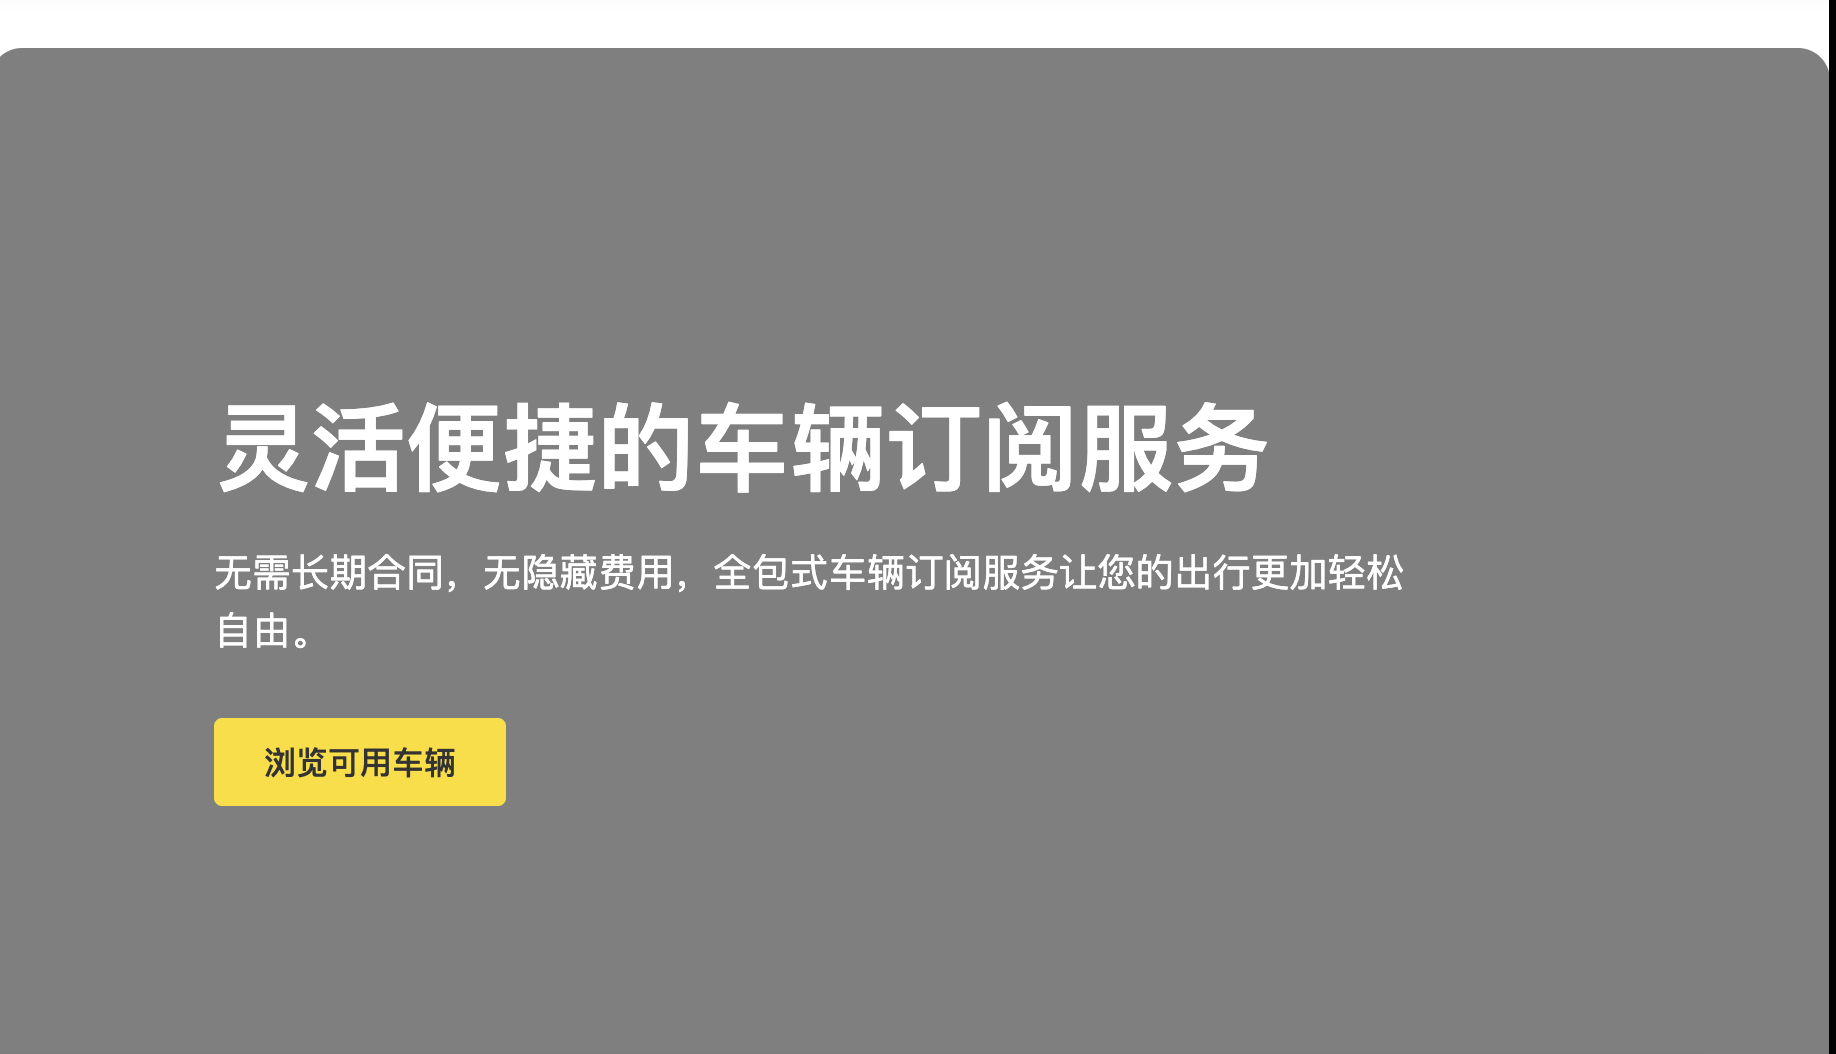 灵活便捷的车辆订阅服务
无需长期合同，无隐藏费用，全包式车辆订阅服务让您的出行更加轻松
自由。
浏览可用车辆